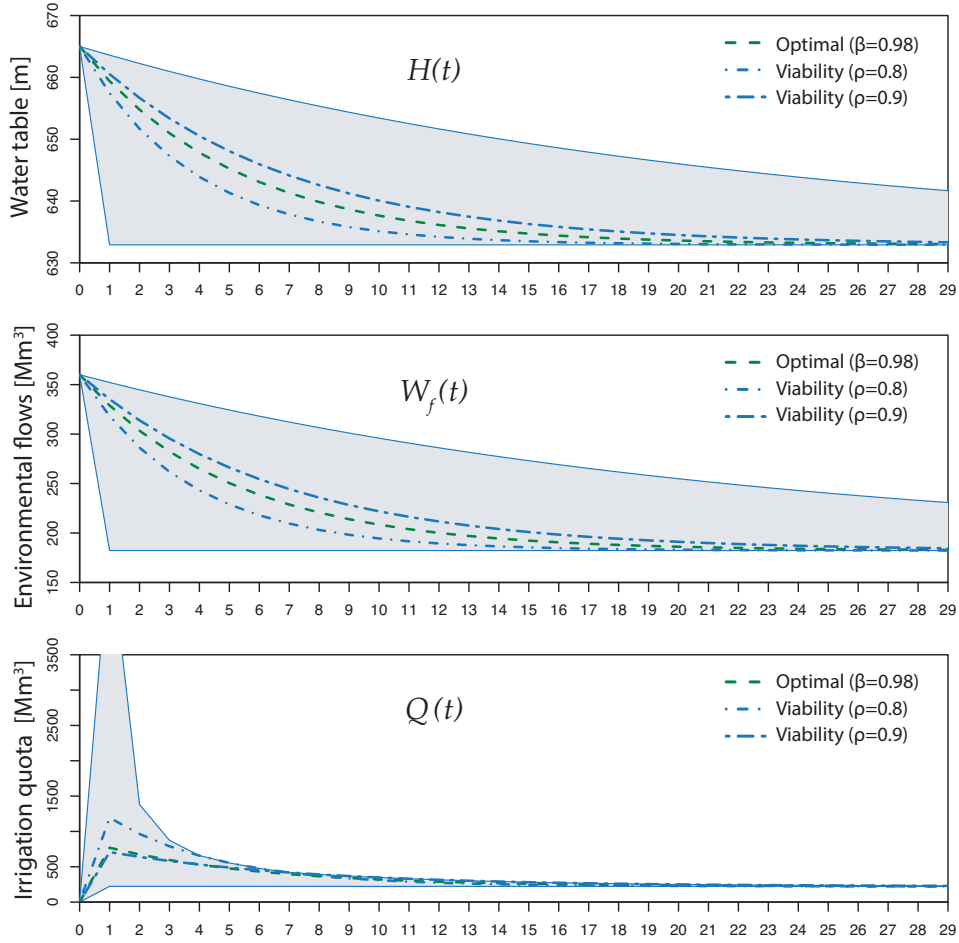 Water table [m]
670
660
650
640
630
H(t)
Optimal (β=0.98)
Viability (ρ=0.8)
Viability (ρ=0.9)
0 1 2 3 4 5 6 7 8 9 10 11 12 13 14 15 16 17 18 19 20 21 22 23 24 25 26 27 28 29
Environmental flows [Mm³]
400
350
300
250
200
150
W_f(t)
Optimal (β=0.98)
Viability (ρ=0.8)
Viability (ρ=0.9)
0 1 2 3 4 5 6 7 8 9 10 11 12 13 14 15 16 17 18 19 20 21 22 23 24 25 26 27 28 29
Irrigation quota [Mm³]
3500
2500
1500
500
0
Q(t)
Optimal (β=0.98)
Viability (ρ=0.8)
Viability (ρ=0.9)
0 1 2 3 4 5 6 7 8 9 10 11 12 13 14 15 16 17 18 19 20 21 22 23 24 25 26 27 28 29